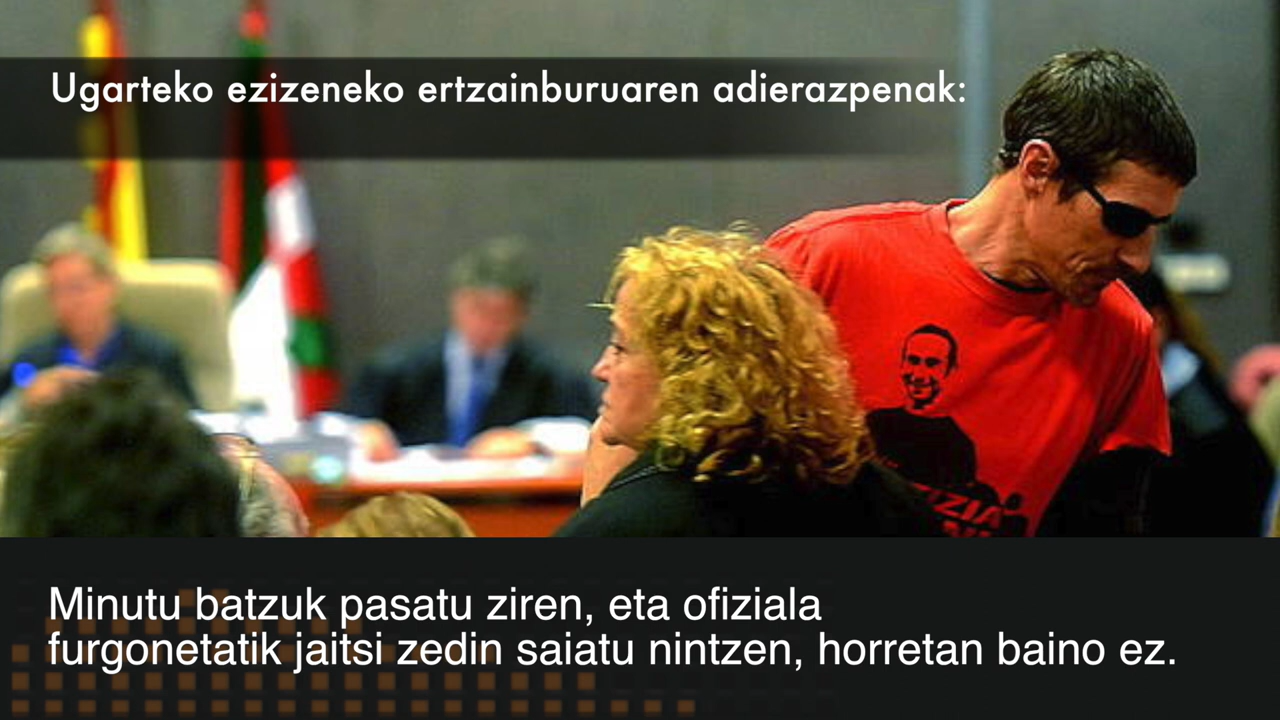 Ugarteko ezizeneko ertzainburuaren adierazpenak:
Minutu batzuk pasatu ziren, eta ofiziala
furgonetatik jaitsi zedin saiatu nintzen, horretan baino ez.